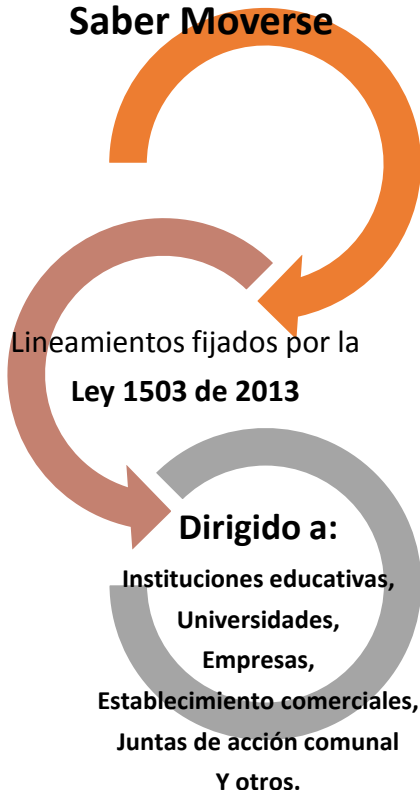 Saber Moverse
Lineamientos fijados por la
Ley 1503 de 2013
Dirigido a:
Instituciones educativas,
Universidades,
Empresas,
Establecimiento comerciales,
Juntas de acción comunal
Y otros.